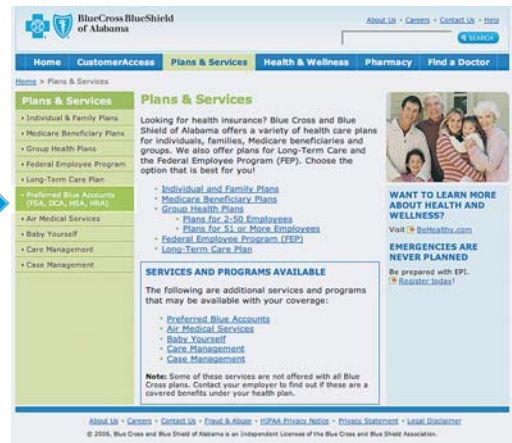 BlueCross BlueShield
of Alabama
About Us • Careers • Contact Us • Help
SEARCH
Home CustomerAccess Plans & Services Health & Wellness Pharmacy Find a Doctor
Home > Plans & Services
Plans & Services
• Individual & Family Plans
• Medicare Beneficiary Plans
• Group Health Plans
• Federal Employee Program
• Long-Term Care Plan
• Preferred Blue Accounts
(FSA, DCA, HSA, HRA)
• Air Medical Services
• Baby Yourself
• Care Management
• Case Management
Plans & Services
Looking for health insurance? Blue Cross and Blue
Shield of Alabama offers a variety of health care plans
for individuals, families, Medicare beneficiaries and
groups. We also offer plans for Long-Term Care and
the Federal Employee Program (FEP). Choose the
option that is best for you!
• Individual and Family Plans
• Medicare Beneficiary Plans
• Group Health Plans
• Plans for 2-50 Employees
• Plans for 51 or More Employees
• Federal Employee Program (FEP)
• Long-Term Care Plan
SERVICES AND PROGRAMS AVAILABLE
The following are additional services and programs
that may be available with your coverage:
• Preferred Blue Accounts
• Air Medical Services
• Baby Yourself
• Care Management
• Case Management
Note: Some of these services are not offered with all Blue
Cross plans. Contact your employer to find out if these are a
covered benefits under your health plan.
WANT TO LEARN MORE
ABOUT HEALTH AND
WELLNESS?
Visit BeHealthy.com
EMERGENCIES ARE
NEVER PLANNED
Be prepared with EPI.
Register today!
About Us • Careers • Contact Us • Fraud & Abuse • HIPAA Privacy Notice • Privacy Statement • Legal Disclaimer
© 2006, Blue Cross and Blue Shield of Alabama is an Independent Licensee of the Blue Cross and Blue Shield Association.